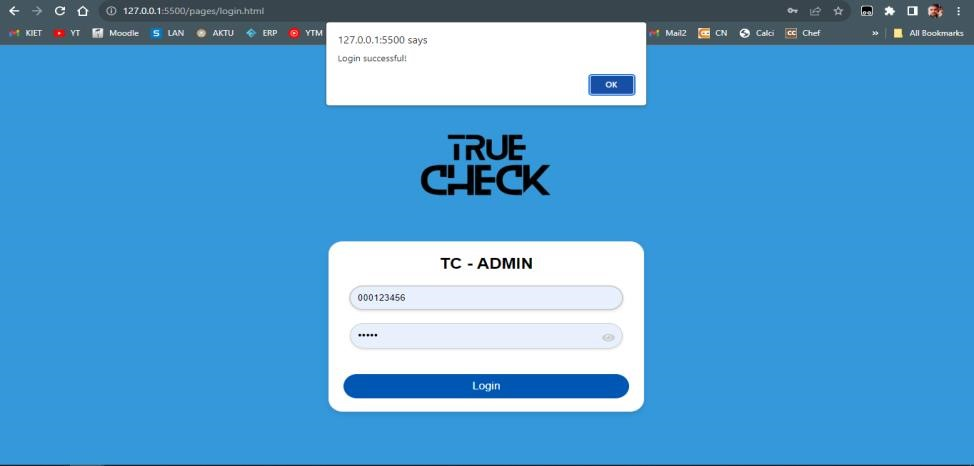 127.0.0.1:5500/pages/login.html
KIET YT Moodle LAN AKTU ERP YTM Mail2 CN Calci Chef » All Bookmarks
127.0.0.1:5500 says
Login successful!
OK
TRUE
CHECK
TC - ADMIN
000123456
Login